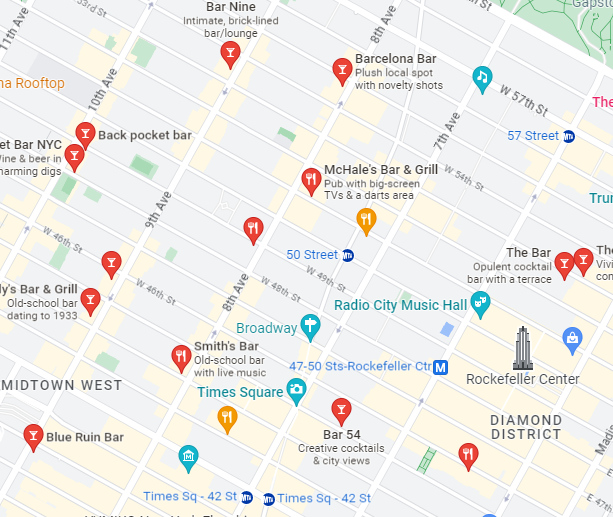 53rd St
Bar Nine
Intimate, brick-lined
bar/lounge
8th Ave
W 56th St
Gapsto
11th Ave
Barcelona Bar
Plush local spot
with novelty shots
na Rooftop
10th Ave
W 57th St
The
7th Ave
57 Street
Back pocket bar
et Bar NYC
Wine & beer in
harming digs
McHale's Bar & Grill
Pub with big-screen
TVs & a darts area
W 54th St
Trum
9th Ave
W 46th St
50 Street
The Bar
Opulent cocktail
bar with a terrace
The
Vivi
con
W 49th St
W 48th St
W 46th St
8th Ave
ly's Bar & Grill
Old-school bar
dating to 1933
Radio City Music Hall
Broadway
Smith's Bar
Old-school bar
with live music
47-50 Sts-Rockefeller Ctr
M
Rockefeller Center
MIDTOWN WEST
Times Square
DIAMOND
DISTRICT
Bar 54
Creative cocktails
& city views
Blue Ruin Bar
Madis
Times Sq - 42 St
Times Sq - 42 St
E 47th